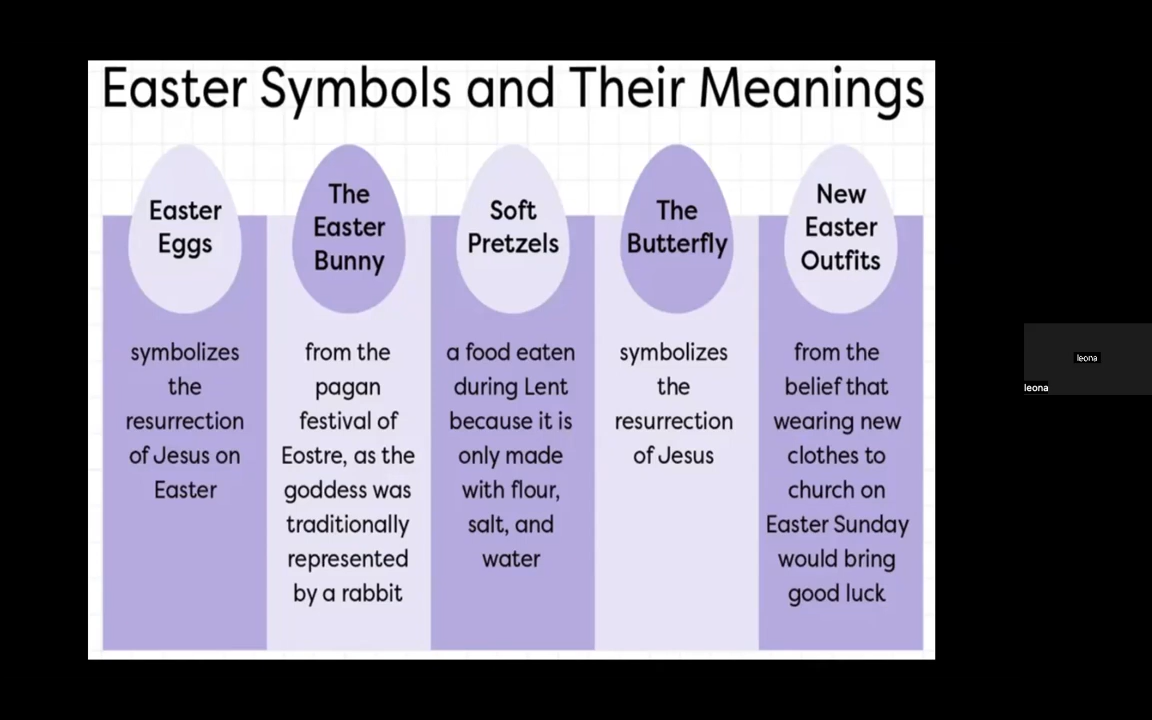 Easter Symbols and Their Meanings
Easter
Eggs
symbolizes
the
resurrection
of Jesus on
Easter
The
Easter
Bunny
from the
pagan
festival of
Eostre, as the
goddess was
traditionally
represented
by a rabbit
Soft
Pretzels
a food eaten
during Lent
because it is
only made
with flour,
salt, and
water
The
Butterfly
symbolizes
the
resurrection
of Jesus
New
Easter
Outfits
from the
belief that
wearing new
clothes to
church on
Easter Sunday
would bring
good luck
leona
leona